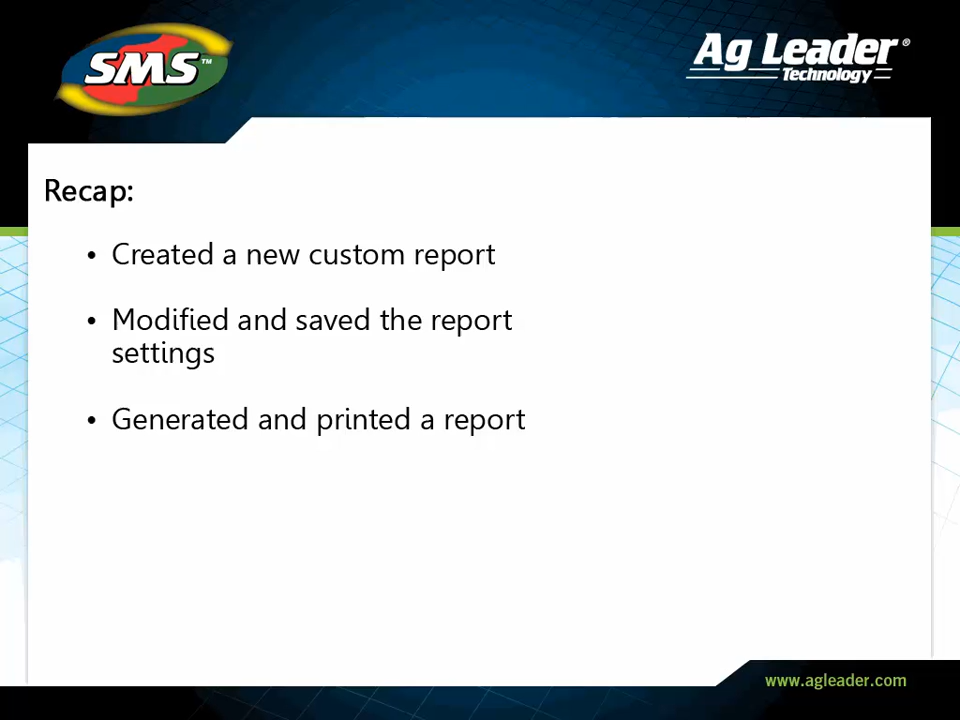 SMS™
Ag Leader®
Technology
Recap:
• Created a new custom report
• Modified and saved the report
settings
• Generated and printed a report
www.agleader.com